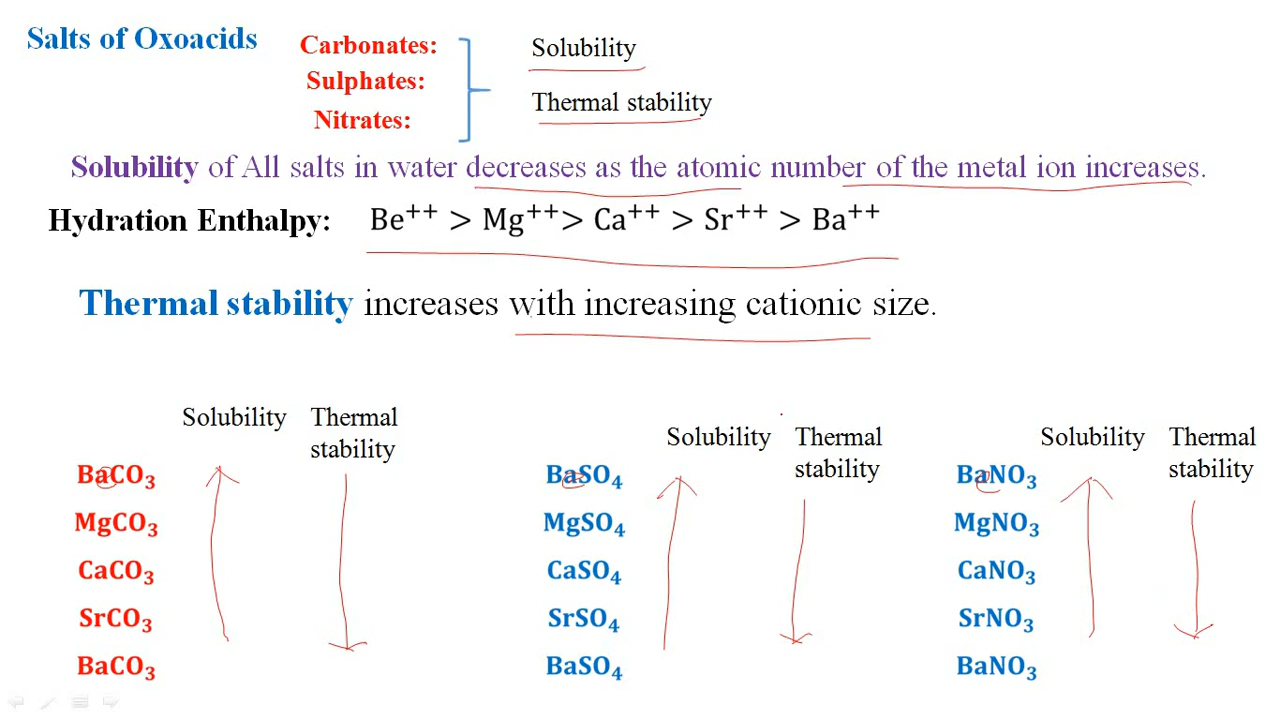 Salts of Oxoacids
Carbonates:
Sulphates:
Nitrates:
Solubility
Thermal stability
Solubility of All salts in water decreases as the atomic number of the metal ion increases.
Hydration Enthalpy: Be⁺⁺ > Mg⁺⁺> Ca⁺⁺ > Sr⁺⁺ > Ba⁺⁺
Thermal stability increases with increasing cationic size.
Solubility
Thermal
stability
BaCO₃
MgCO₃
CaCO₃
SrCO₃
BaCO₃
Solubility
Thermal
stability
BaSO₄
MgSO₄
CaSO₄
SrSO₄
BaSO₄
Solubility
Thermal
stability
BaNO₃
MgNO₃
CaNO₃
SrNO₃
BaNO₃